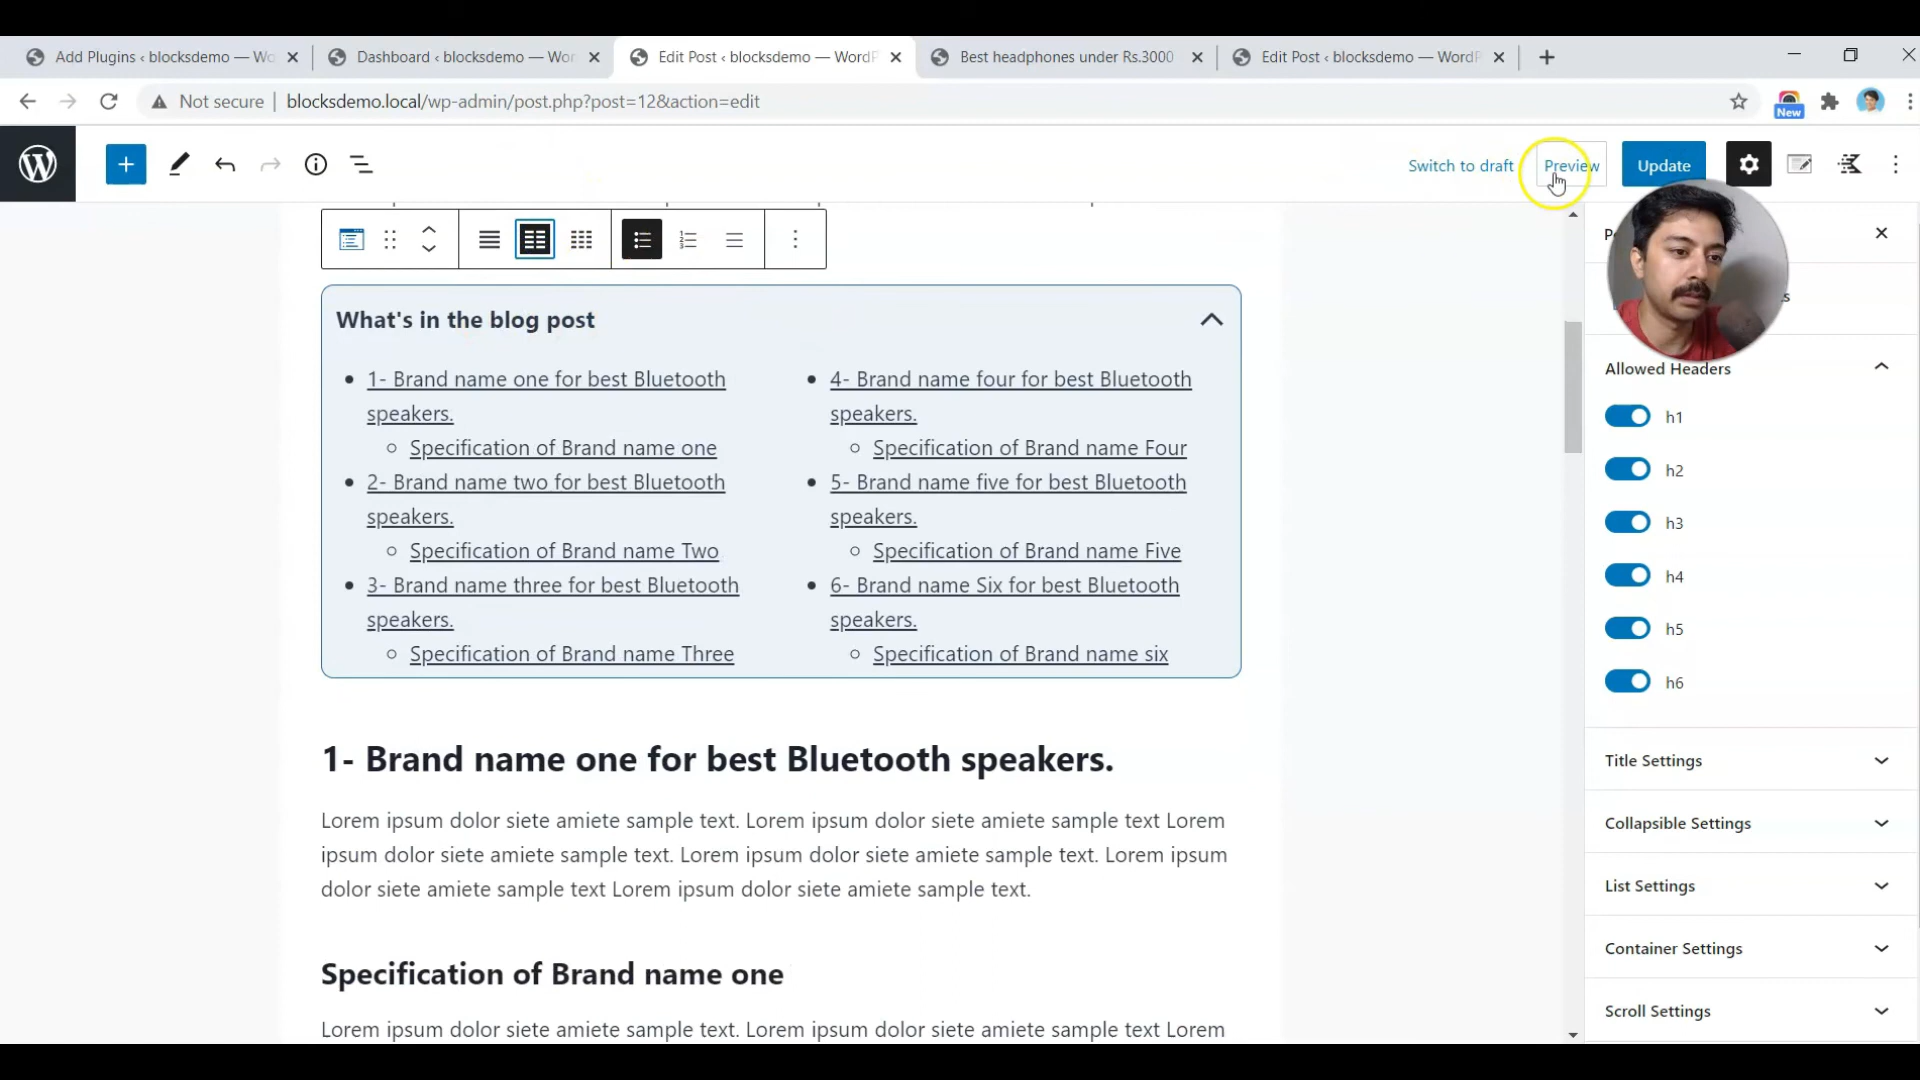 Add Plugins ‹ blocksdemo — Wo
Dashboard ‹ blocksdemo — Wor
Edit Post ‹ blocksdemo — WordP
Best headphones under Rs.3000
Edit Post ‹ blocksdemo — WordP
Not secure
blocksdemo.local/wp-admin/post.php?post=12&action=edit
New
Switch to draft
Preview
Update
What's in the blog post
1- Brand name one for best Bluetooth
speakers.
Specification of Brand name one
2- Brand name two for best Bluetooth
speakers.
Specification of Brand name Two
3- Brand name three for best Bluetooth
speakers.
Specification of Brand name Three
4- Brand name four for best Bluetooth
speakers.
Specification of Brand name Four
5- Brand name five for best Bluetooth
speakers.
Specification of Brand name Five
6- Brand name Six for best Bluetooth
speakers.
Specification of Brand name six
1- Brand name one for best Bluetooth speakers.
Lorem ipsum dolor siete amiete sample text. Lorem ipsum dolor siete amiete sample text Lorem
ipsum dolor siete amiete sample text. Lorem ipsum dolor siete amiete sample text. Lorem ipsum
dolor siete amiete sample text Lorem ipsum dolor siete amiete sample text.
Specification of Brand name one
Lorem ipsum dolor siete amiete sample text. Lorem ipsum dolor siete amiete sample text Lorem
Allowed Headers
h1
h2
h3
h4
h5
h6
Title Settings
Collapsible Settings
List Settings
Container Settings
Scroll Settings